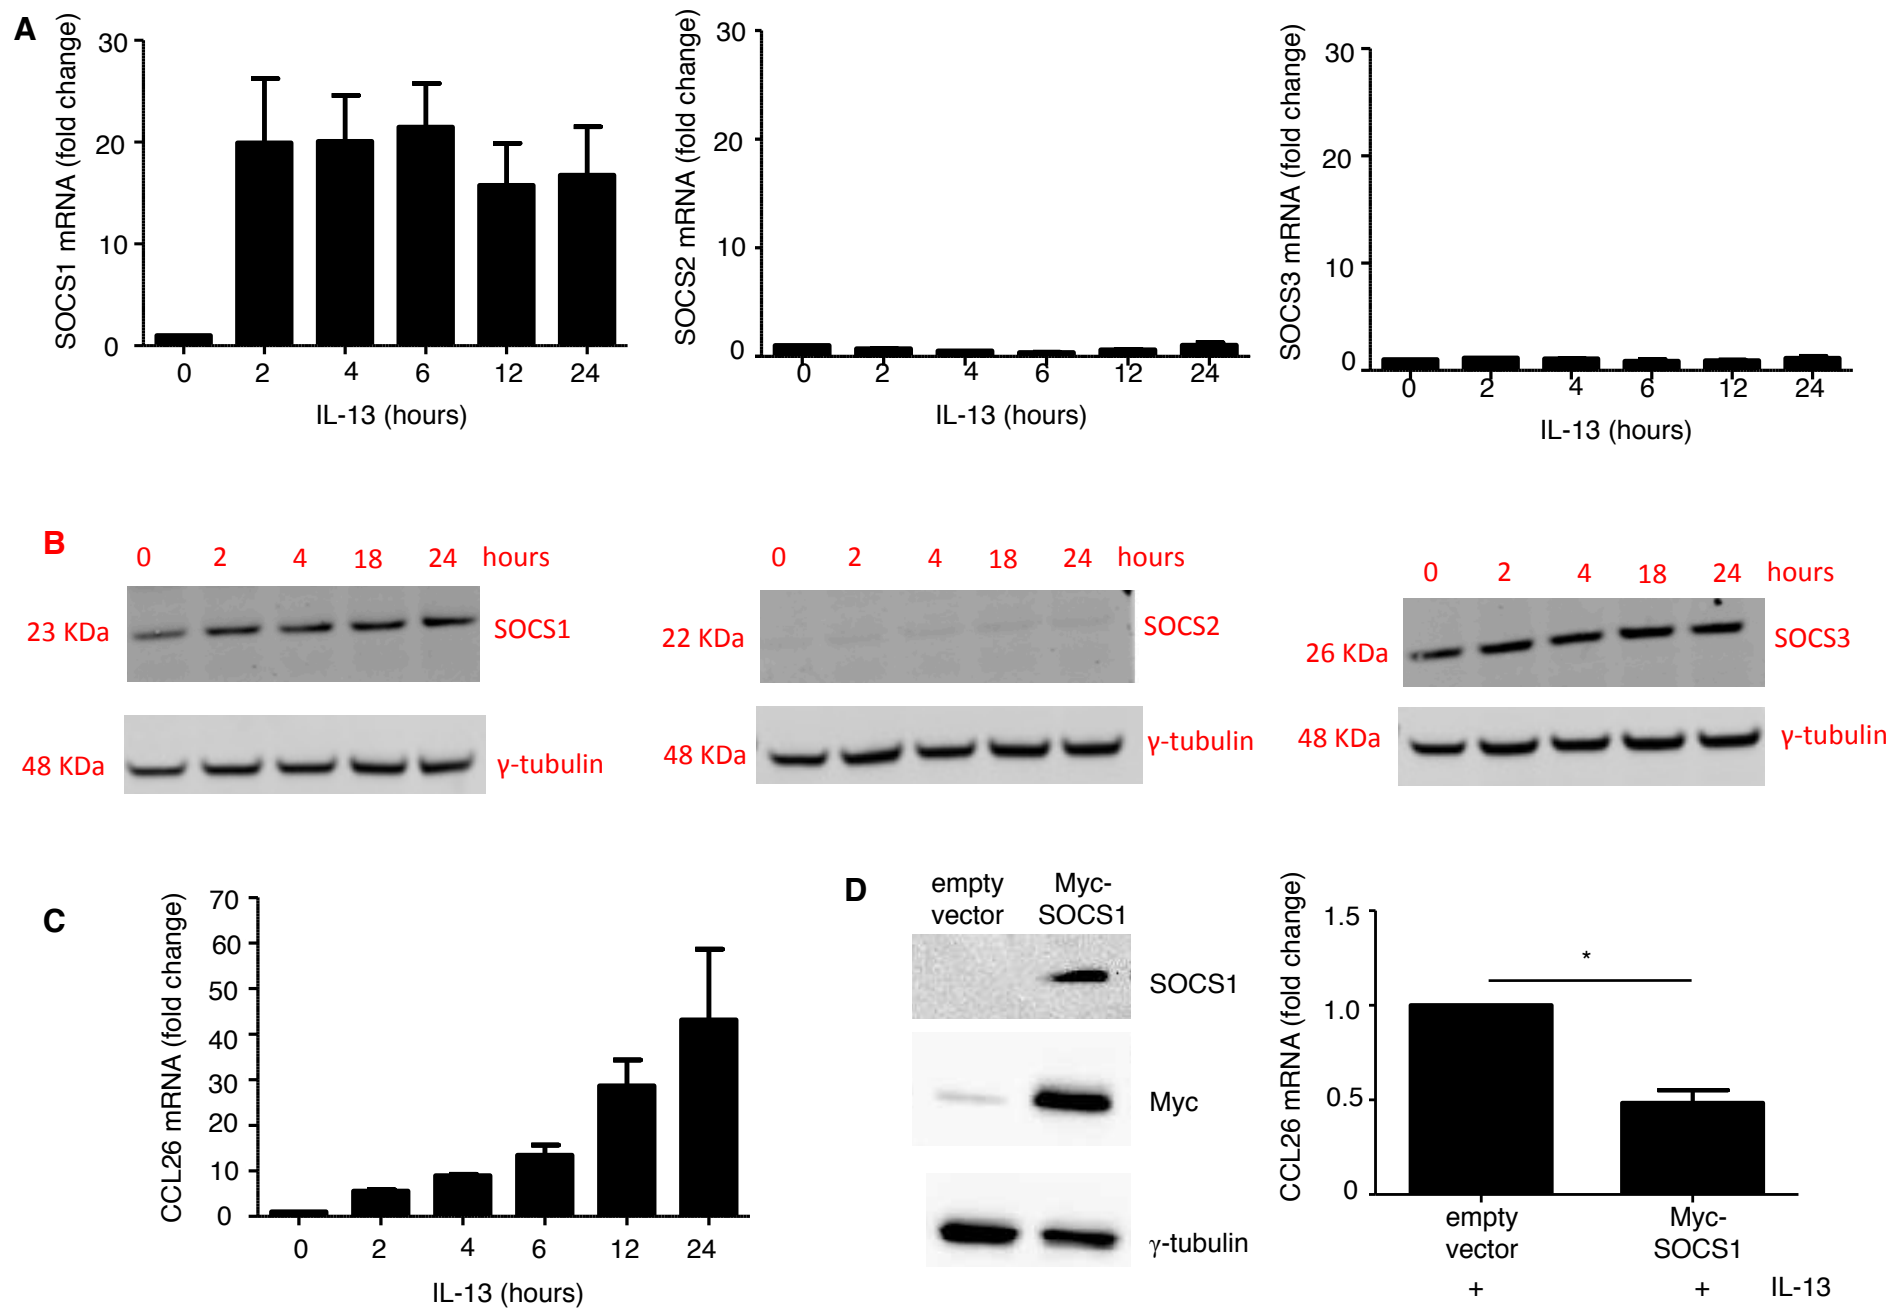 A
SOCS1 mRNA (fold change)
30
20
10
0
0 2 4 6 12 24
IL-13 (hours)
SOCS2 mRNA (fold change)
30
20
10
0
0 2 4 6 12 24
IL-13 (hours)
SOCS3 mRNA (fold change)
30
20
10
0
0 2 4 6 12 24
IL-13 (hours)
B
0 2 4 18 24 hours
23 KDa SOCS1
48 KDa γ-tubulin
0 2 4 18 24 hours
22 KDa SOCS2
48 KDa γ-tubulin
0 2 4 18 24 hours
26 KDa SOCS3
48 KDa γ-tubulin
C
CCL26 mRNA (fold change)
70
60
50
40
30
20
10
0
0 2 4 6 12 24
IL-13 (hours)
D
empty Myc-
vector SOCS1
SOCS1
Myc
γ-tubulin
CCL26 mRNA (fold change)
1.5
1.0
0.5
0
*
empty Myc-
vector SOCS1
+ + IL-13